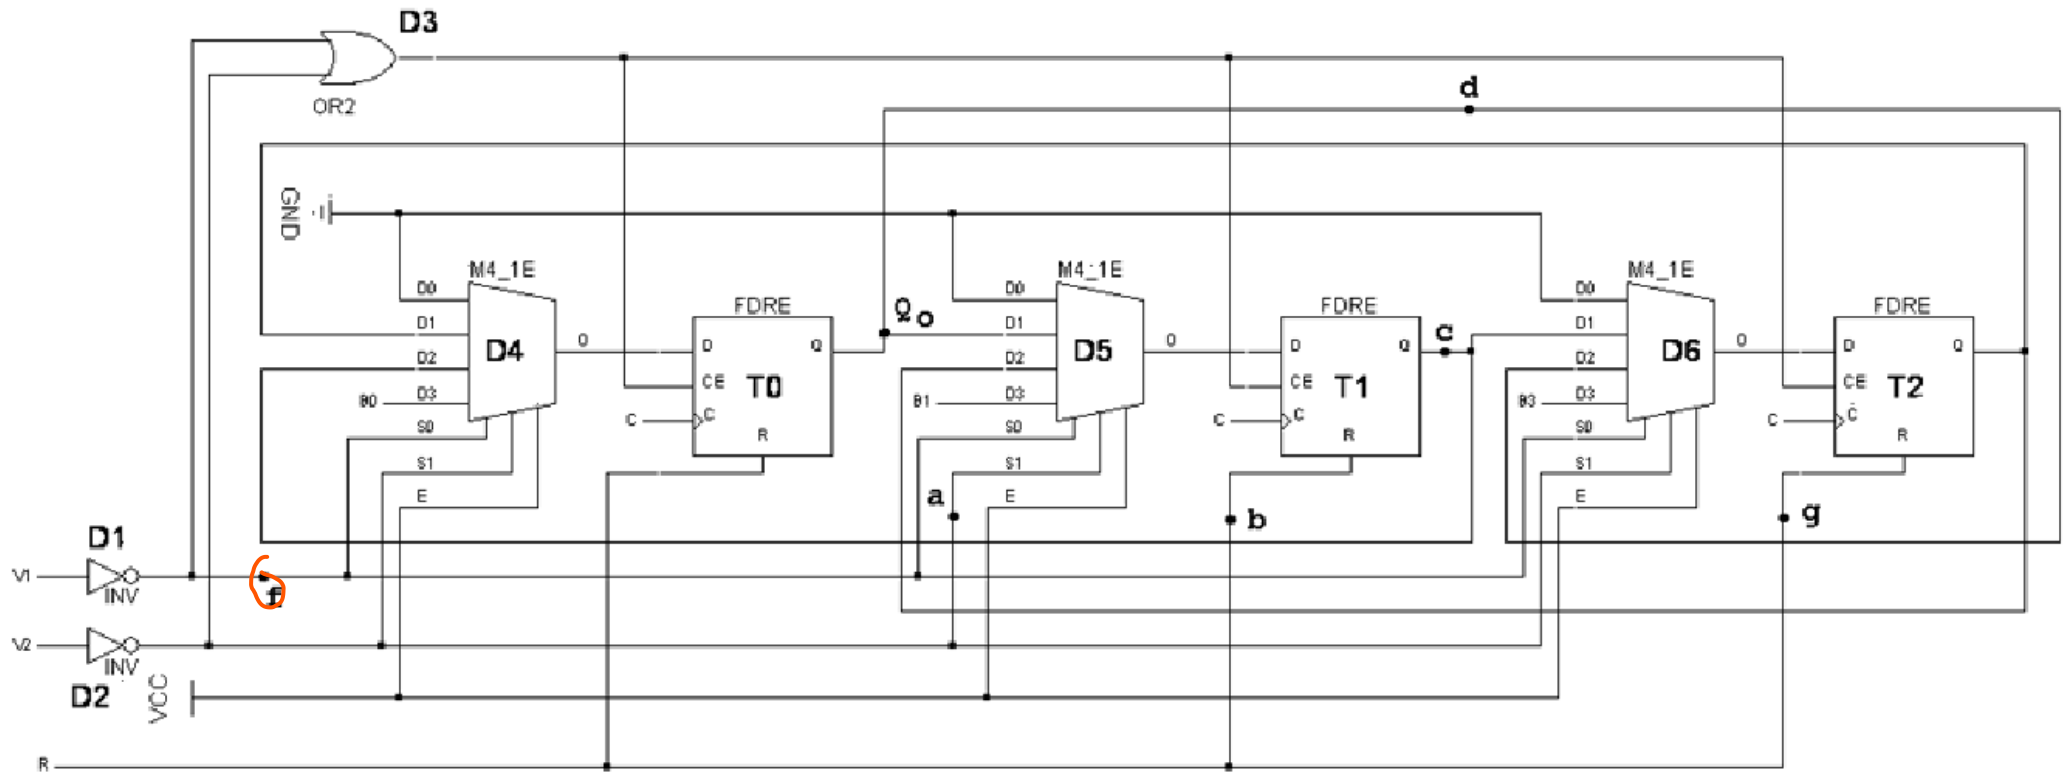 D3
OR2
d
GND
M4_1E M4_1E M4_1E
D0 D0 D0
FDRE FDRE FDRE
Q o
D1 D1 D1
c
D4 O D Q D5 O D Q D6 O D Q
D2 D2 D2
CE CE CE
T0 T1 T2
B0 D3 B1 D3 B3 D3
C C C C C C
S0 R S0 R S0 R
S1 S1 S1
E a E E
b g
D1
V1 INV
f
V2 INV
D2 VCC
R